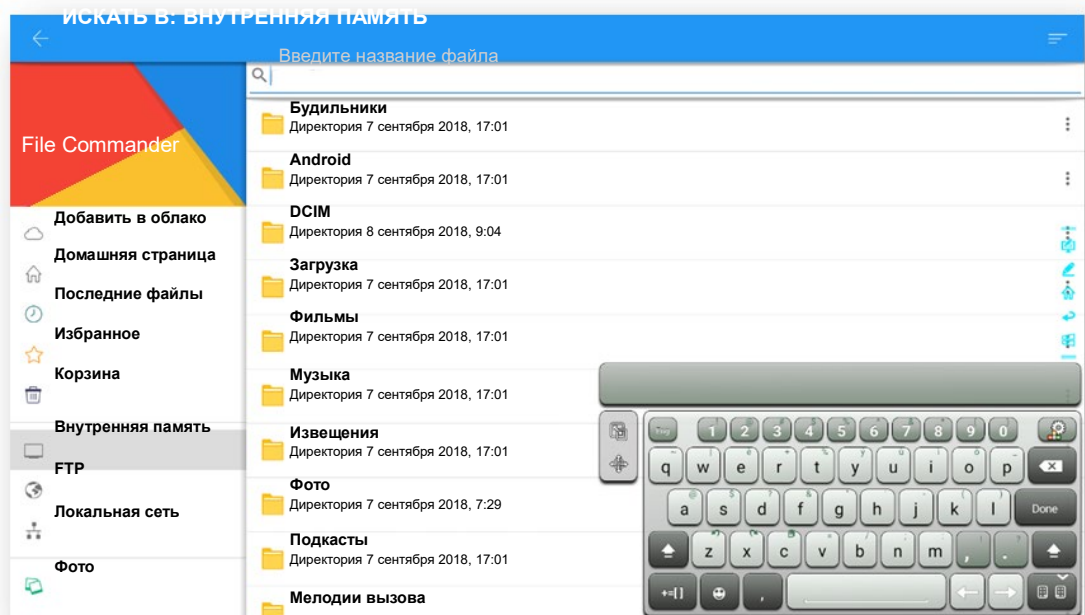 ИСКАТЬ В: ВНУТРЕННЯЯ ПАМЯТЬ
Введите название файла
File Commander
Добавить в облако
Домашняя страница
Последние файлы
Избранное
Корзина
Внутренняя память
FTP
Локальная сеть
Фото
Будильники
Директория 7 сентября 2018, 17:01
Android
Директория 7 сентября 2018, 17:01
DCIM
Директория 8 сентября 2018, 9:04
Загрузка
Директория 7 сентября 2018, 17:01
Фильмы
Директория 7 сентября 2018, 17:01
Музыка
Директория 7 сентября 2018, 17:01
Извещения
Директория 7 сентября 2018, 17:01
Фото
Директория 7 сентября 2018, 7:29
Подкасты
Директория 7 сентября 2018, 17:01
Мелодии вызова
1 2 3 4 5 6 7 8 9 0
q w e r t y u i o p
a s d f g h j k l Done
z x c v b n m , .
+=[] ,